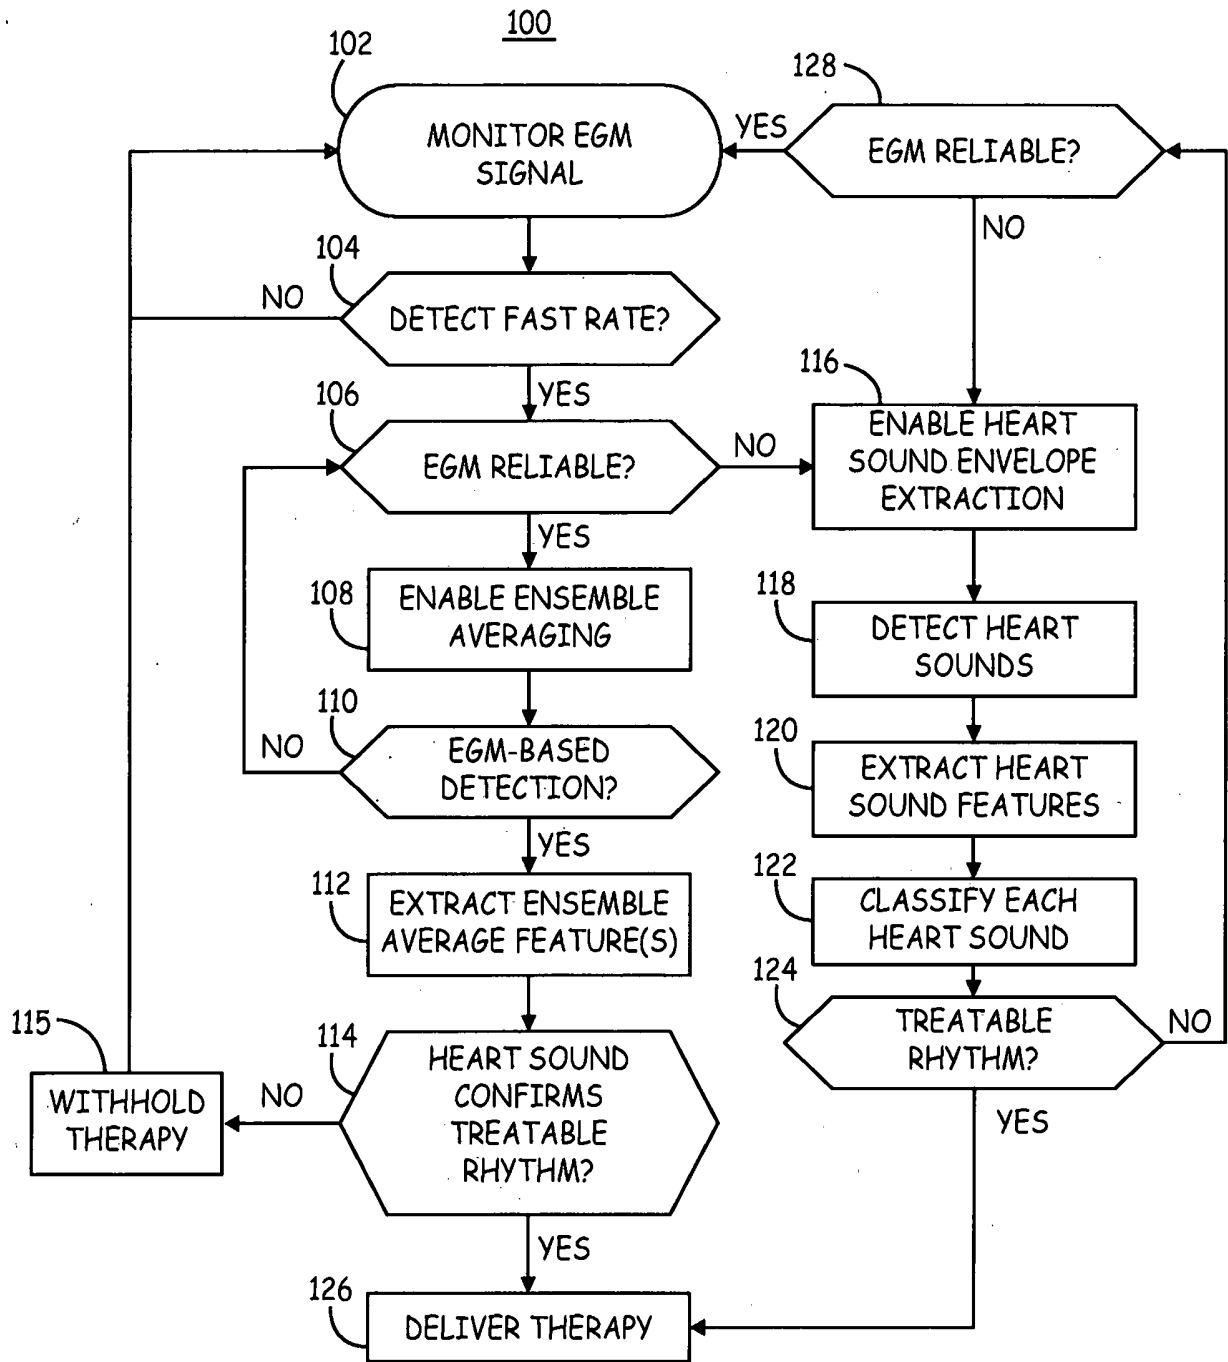 100
102
MONITOR EGM
SIGNAL
YES
128
EGM RELIABLE?
NO
104
NO
DETECT FAST RATE?
YES
106
EGM RELIABLE?
NO
YES
116
ENABLE HEART
SOUND ENVELOPE
EXTRACTION
108
ENABLE ENSEMBLE
AVERAGING
118
DETECT HEART
SOUNDS
110
NO
EGM-BASED
DETECTION?
YES
120
EXTRACT HEART
SOUND FEATURES
112
EXTRACT ENSEMBLE
AVERAGE FEATURE(S)
122
CLASSIFY EACH
HEART SOUND
124
TREATABLE
RHYTHM?
NO
YES
115
WITHHOLD
THERAPY
NO
114
HEART SOUND
CONFIRMS
TREATABLE
RHYTHM?
YES
126
DELIVER THERAPY